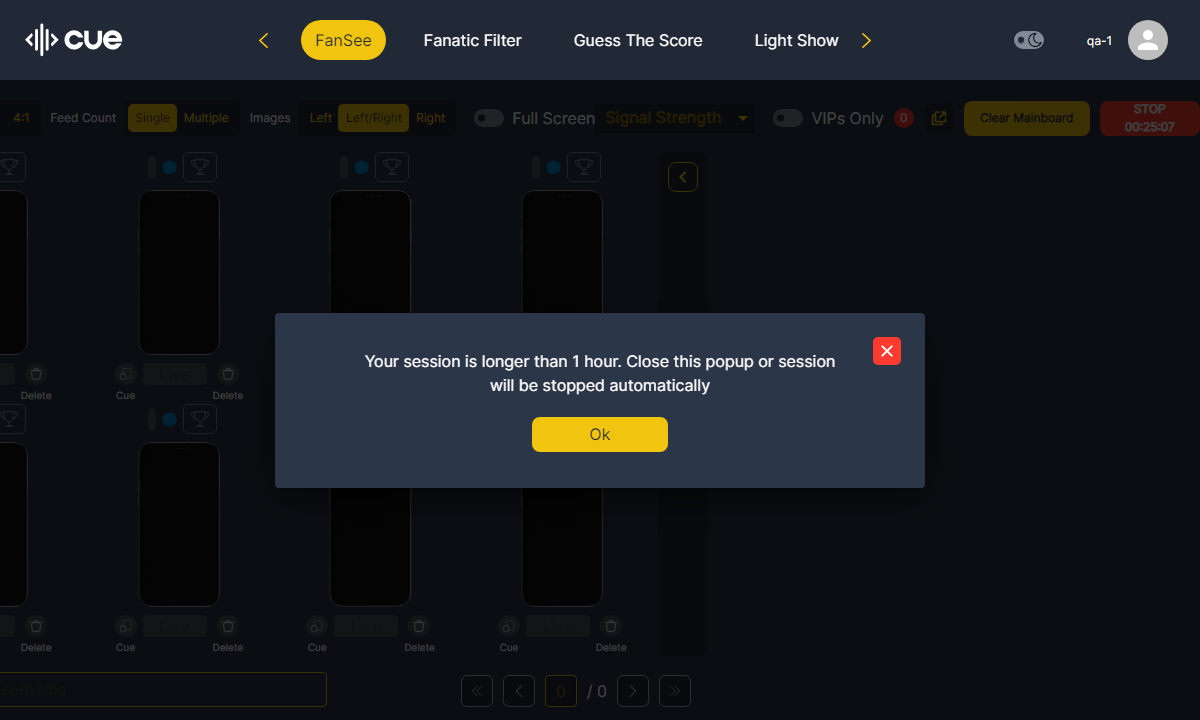 cue
FanSee
Fanatic Filter
Guess The Score
Light Show
qa-1
4:1
Feed Count
Single
Multiple
Images
Left
Left/Right
Right
Full Screen
Signal Strength
VIPs Only
0
Clear Mainboard
STOP
00:25:07
Your session is longer than 1 hour. Close this popup or session
will be stopped automatically
Ok
Delete
Cue
Delete
Delete
Cue
Delete
Cue
Delete
Cue
Delete
0
/ 0